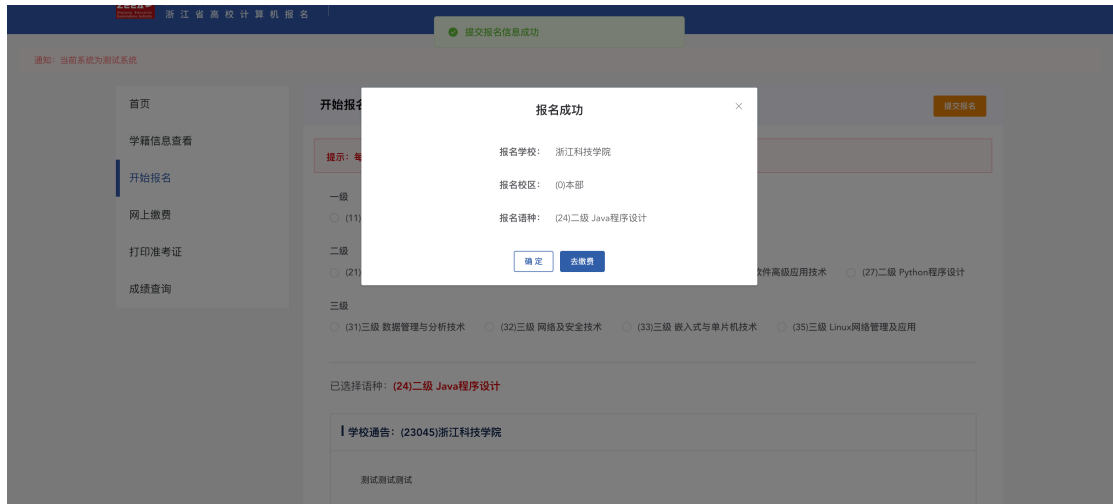 浙江省高校计算机报名
提交报名信息成功
通知：当前系统为测试系统
首页
学籍信息查看
开始报名
网上缴费
打印准考证
成绩查询
开始报名
提交报名
报名成功
报名学校： 浙江科技学院
报名校区： (0)本部
报名语种： (24)二级 Java程序设计
确定 去缴费
提示：每
一级
(11)
二级
(21) 软件高级应用技术 (27)二级 Python程序设计
三级
(31)三级 数据管理与分析技术 (32)三级 网络及安全技术 (33)三级 嵌入式与单片机技术 (35)三级 Linux网络管理及应用
已选择语种：(24)二级 Java程序设计
学校通告：(23045)浙江科技学院
测试测试测试